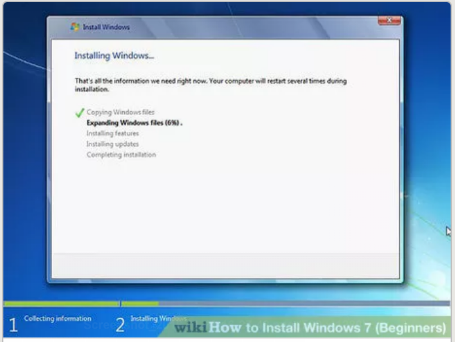 Install Windows
Installing Windows...
That's all the information we need right now. Your computer will restart several times during
installation.
Copying Windows files
Expanding Windows files (6%) .
Installing features
Installing updates
Completing installation
1 Collecting information
2 Installing Windows
wikiHow to Install Windows 7 (Beginners)